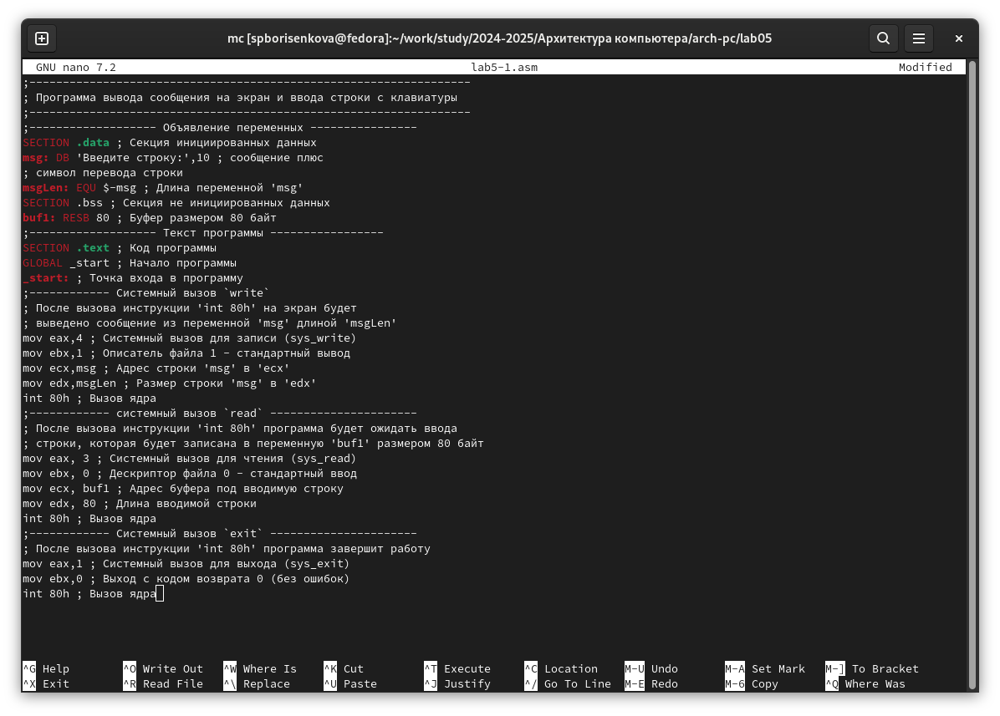 mc [spborisenkova@fedora]:~/work/study/2024-2025/Архитектура компьютера/arch-pc/lab05
GNU nano 7.2 lab5-1.asm Modified
;------------------------------------------------------------------
; Программа вывода сообщения на экран и ввода строки с клавиатуры
;------------------------------------------------------------------
;------------------- Объявление переменных ----------------
SECTION .data ; Секция инициированных данных
msg: DB 'Введите строку:',10 ; сообщение плюс
; символ перевода строки
msgLen: EQU $-msg ; Длина переменной 'msg'
SECTION .bss ; Секция не инициированных данных
buf1: RESB 80 ; Буфер размером 80 байт
;------------------- Текст программы -----------------
SECTION .text ; Код программы
GLOBAL _start ; Начало программы
_start: ; Точка входа в программу
;------------ Системный вызов `write`
; После вызова инструкции 'int 80h' на экран будет
; выведено сообщение из переменной 'msg' длиной 'msgLen'
mov eax,4 ; Системный вызов для записи (sys_write)
mov ebx,1 ; Описатель файла 1 - стандартный вывод
mov ecx,msg ; Адрес строки 'msg' в 'ecx'
mov edx,msgLen ; Размер строки 'msg' в 'edx'
int 80h ; Вызов ядра
;------------ системный вызов `read` ----------------------
; После вызова инструкции 'int 80h' программа будет ожидать ввода
; строки, которая будет записана в переменную 'buf1' размером 80 байт
mov eax, 3 ; Системный вызов для чтения (sys_read)
mov ebx, 0 ; Дескриптор файла 0 - стандартный ввод
mov ecx, buf1 ; Адрес буфера под вводимую строку
mov edx, 80 ; Длина вводимой строки
int 80h ; Вызов ядра
;------------ Системный вызов `exit` ----------------------
; После вызова инструкции 'int 80h' программа завершит работу
mov eax,1 ; Системный вызов для выхода (sys_exit)
mov ebx,0 ; Выход с кодом возврата 0 (без ошибок)
int 80h ; Вызов ядра
^G Help ^O Write Out ^W Where Is ^K Cut ^T Execute ^C Location M-U Undo M-A Set Mark M-] To Bracket
^X Exit ^R Read File ^\ Replace ^U Paste ^J Justify ^/ Go To Line M-E Redo M-6 Copy ^Q Where Was